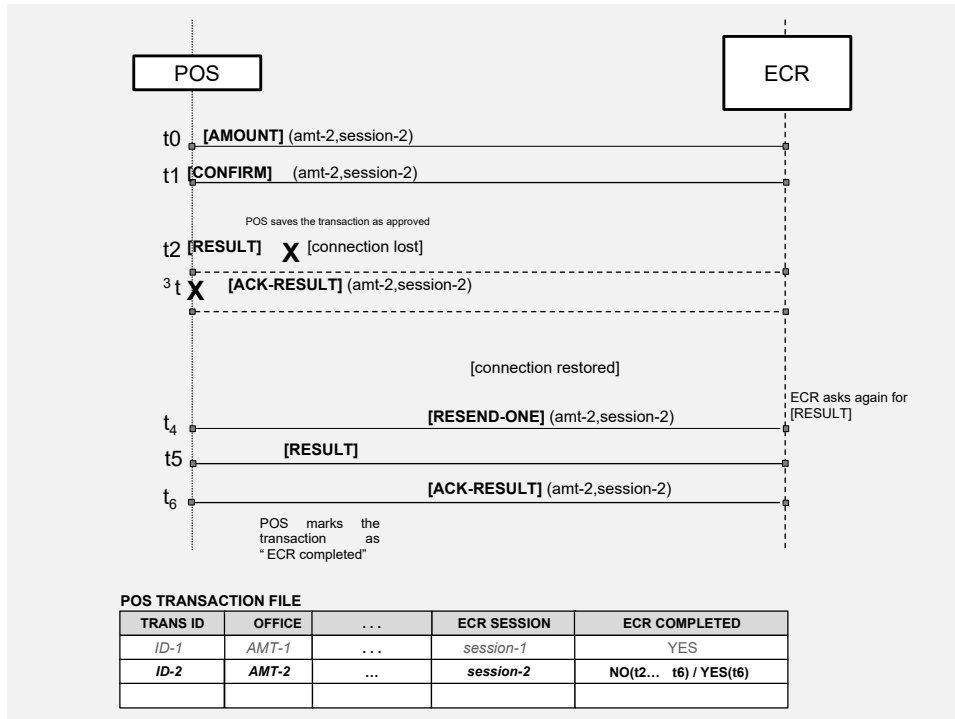 POS
ECR
t0 [AMOUNT] (amt-2,session-2)
t1 [CONFIRM] (amt-2,session-2)
POS saves the transaction as approved
t2 [RESULT] X [connection lost]
3 t X [ACK-RESULT] (amt-2,session-2)
[connection restored]
ECR asks again for
[RESULT]
t4 [RESEND-ONE] (amt-2,session-2)
t5 [RESULT]
t6 [ACK-RESULT] (amt-2,session-2)
POS marks the
transaction as
“ ECR completed”
POS TRANSACTION FILE
TRANS ID OFFICE . . . ECR SESSION ECR COMPLETED
ID-1 AMT-1 . . . session-1 YES
ID-2 AMT-2 ... session-2 NO(t2... t6) / YES(t6)